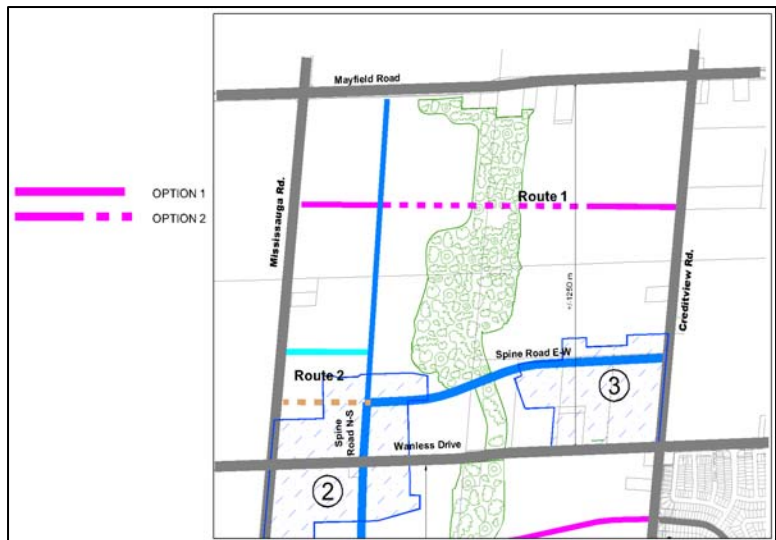 Mayfield Road
OPTION 1
OPTION 2
Route 1
Mississauga Rd.
Creditview Rd.
+/-1250 m
Spine Road E-W
Route 2
3
Spine
Road N-S
Wanless Drive
2